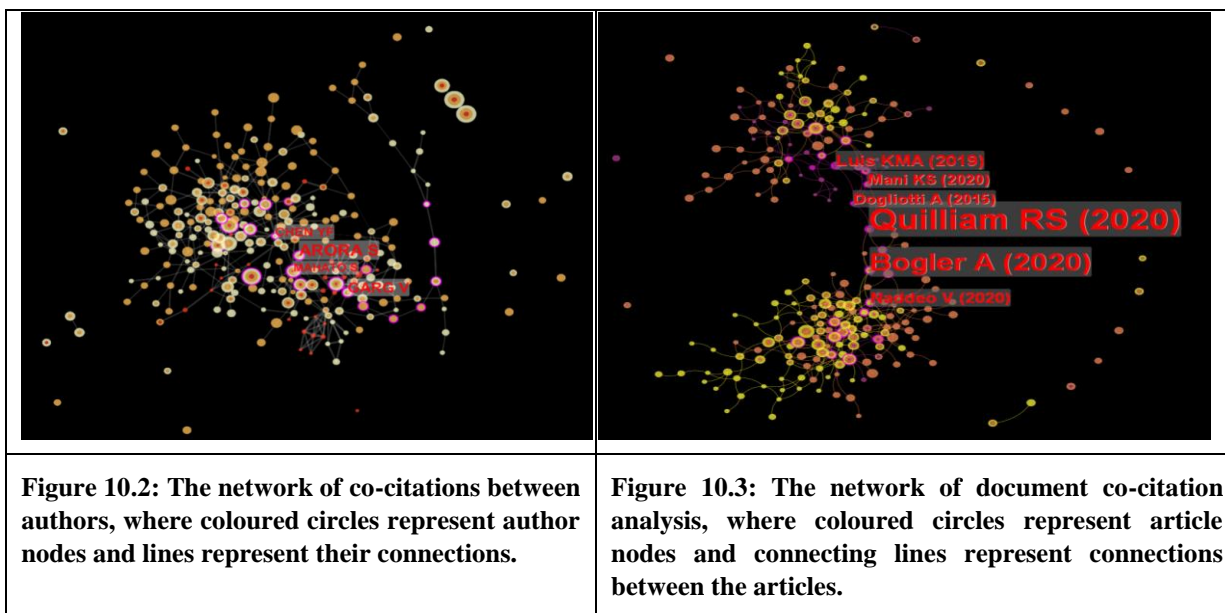 CHEN YF
ARORA S
MAHATO S
GARG V
Luis KMA (2019)
Mani KS (2020)
Dogliotti A (2015)
Quilliam RS (2020)
Bogler A (2020)
Naddeo V (2020)
Figure 10.2: The network of co-citations between
authors, where coloured circles represent author
nodes and lines represent their connections.
Figure 10.3: The network of document co-citation
analysis, where coloured circles represent article
nodes and connecting lines represent connections
between the articles.